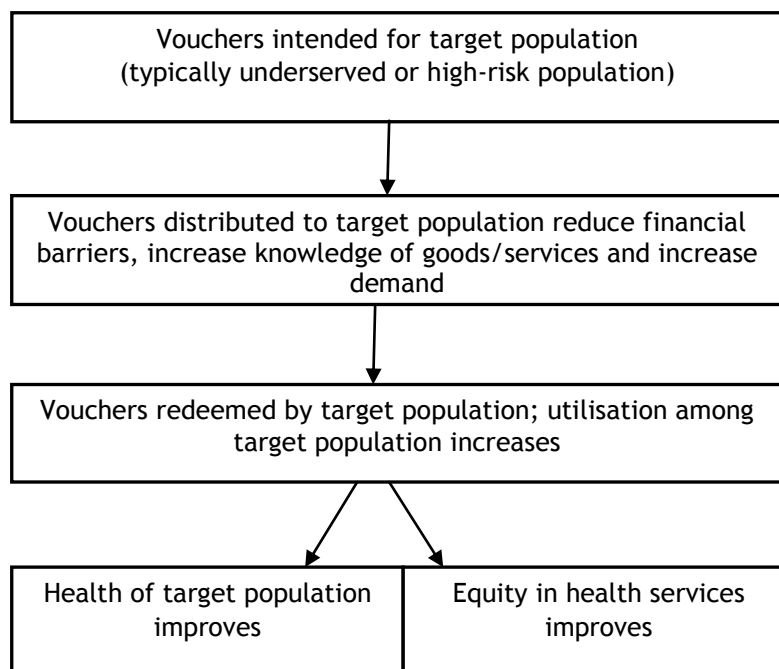 Vouchers intended for target population
(typically underserved or high-risk population)
Vouchers distributed to target population reduce financial
barriers, increase knowledge of goods/services and increase
demand
Vouchers redeemed by target population; utilisation among
target population increases
Health of target population
improves
Equity in health services
improves